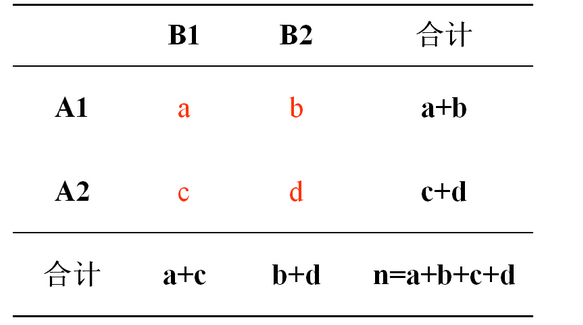 B1 B2 合计
A1 a b a+b
A2 c d c+d
合计 a+c b+d n=a+b+c+d